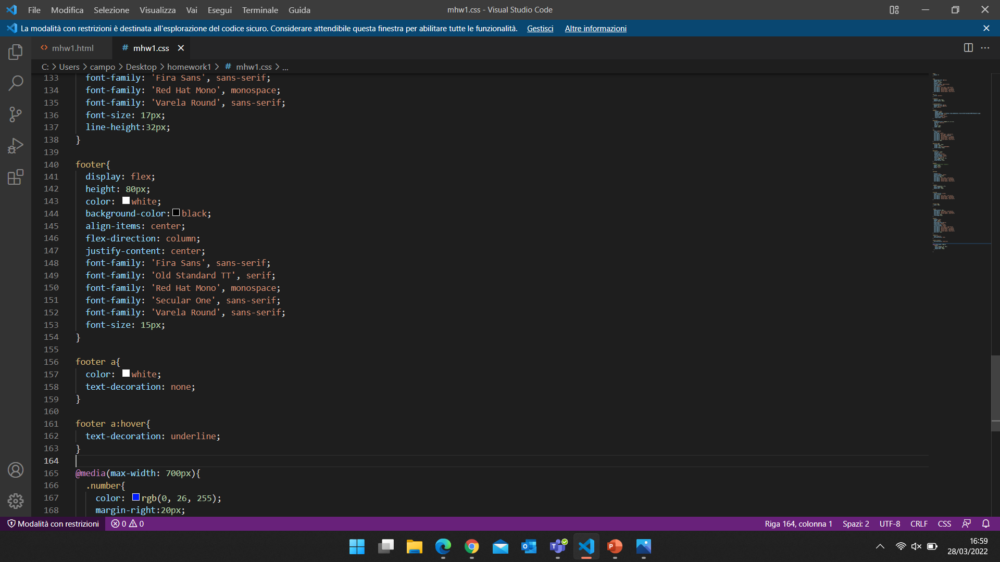 File Modifica Selezione Visualizza Vai Esegui Terminale Guida mhw1.css - Visual Studio Code
La modalità con restrizioni è destinata all'esplorazione del codice sicuro. Considerare attendibile questa finestra per abilitare tutte le funzionalità. Gestisci Altre informazioni
<> mhw1.html # mhw1.css
C: > Users > campo > Desktop > homework1 > # mhw1.css > ...
133 font-family: 'Fira Sans', sans-serif;
134 font-family: 'Red Hat Mono', monospace;
135 font-family: 'Varela Round', sans-serif;
136 font-size: 17px;
137 line-height:32px;
138 }
139
140 footer{
141 display: flex;
142 height: 80px;
143 color: white;
144 background-color: black;
145 align-items: center;
146 flex-direction: column;
147 justify-content: center;
148 font-family: 'Fira Sans', sans-serif;
149 font-family: 'Old Standard TT', serif;
150 font-family: 'Red Hat Mono', monospace;
151 font-family: 'Secular One', sans-serif;
152 font-family: 'Varela Round', sans-serif;
153 font-size: 15px;
154 }
155
156 footer a{
157 color: white;
158 text-decoration: none;
159 }
160
161 footer a:hover{
162 text-decoration: underline;
163 }
164
165 @media(max-width: 700px){
166 .number{
167 color: rgb(0, 26, 255);
168 margin-right:20px;
Modalità con restrizioni 0 0 Riga 164, colonna 1 Spazi: 2 UTF-8 CRLF CSS
16:59
28/03/2022